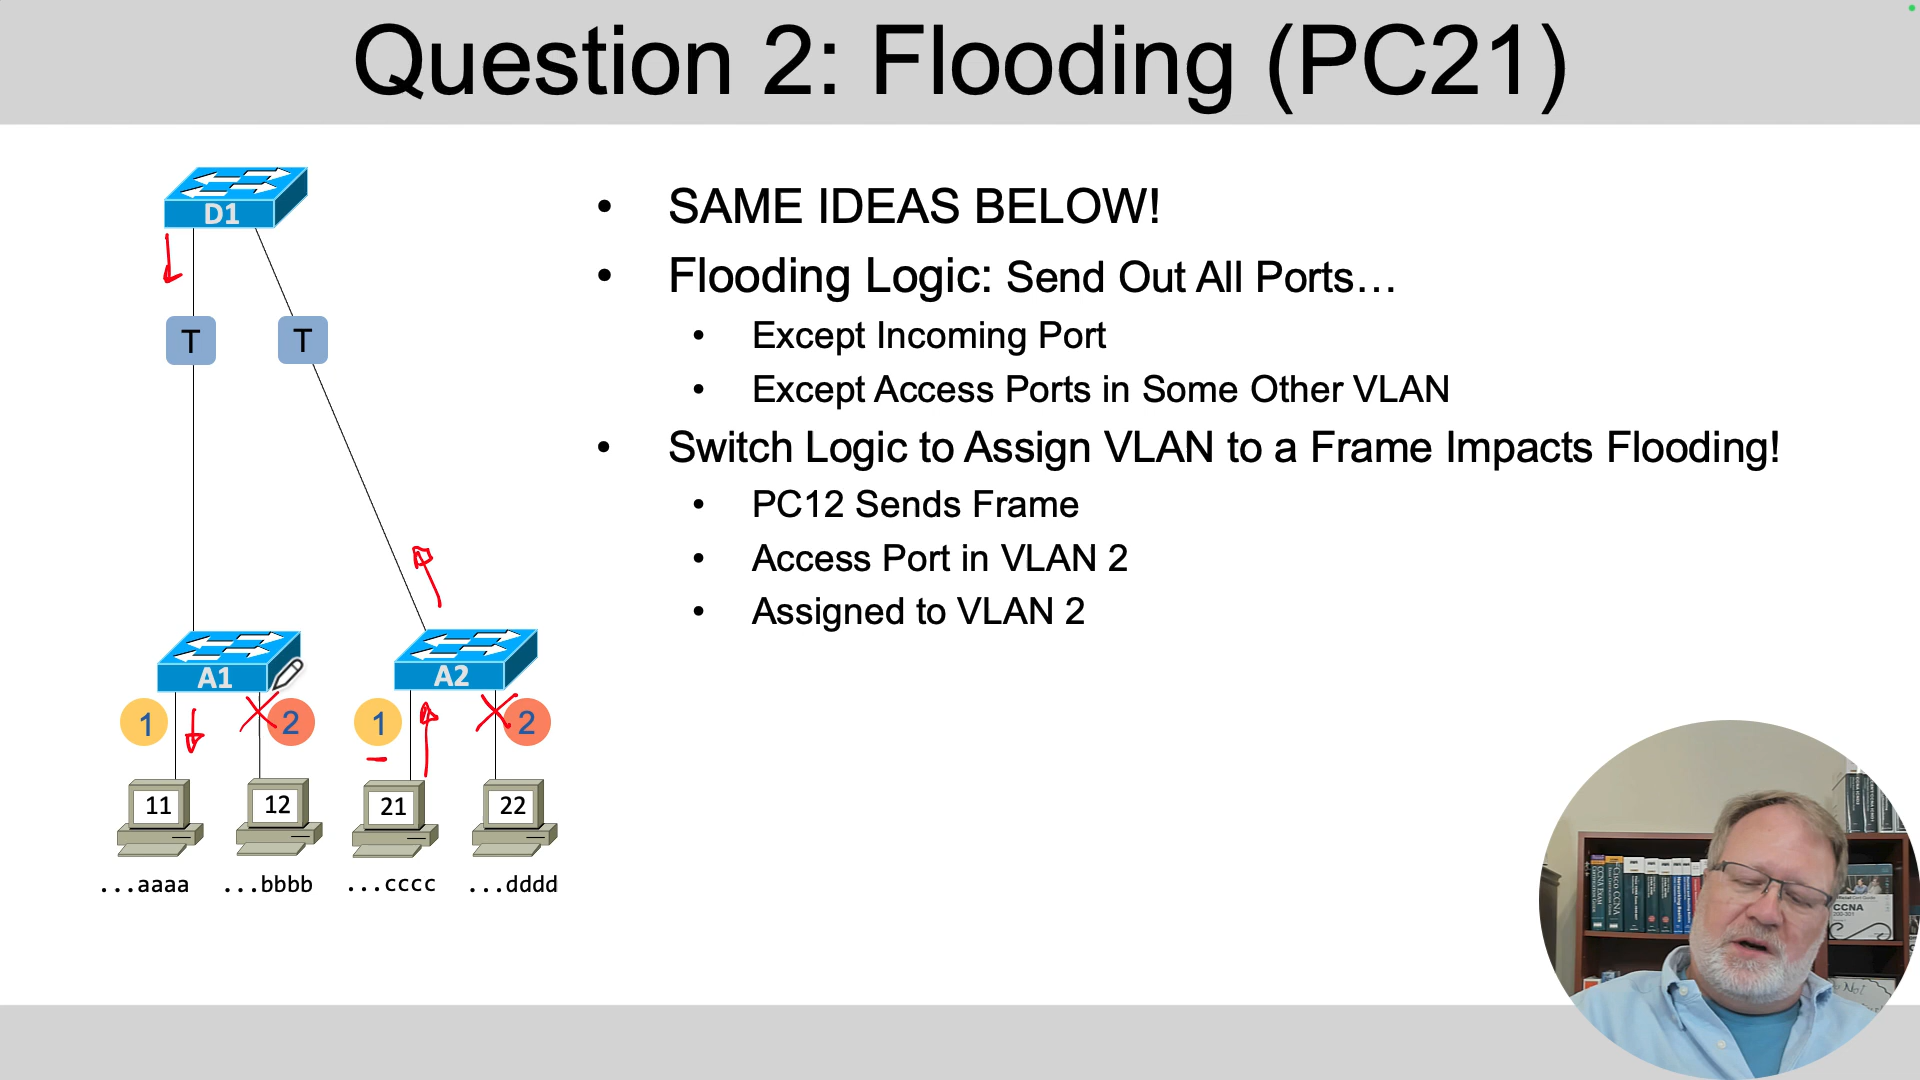 Question 2: Flooding (PC21)
• SAME IDEAS BELOW!
• Flooding Logic: Send Out All Ports...
• Except Incoming Port
• Except Access Ports in Some Other VLAN
• Switch Logic to Assign VLAN to a Frame Impacts Flooding!
• PC12 Sends Frame
• Access Port in VLAN 2
• Assigned to VLAN 2
D1
T T
A1 A2
1 2 1 2
11 12 21 22
...aaaa ...bbbb ...cccc ...dddd
CCNA